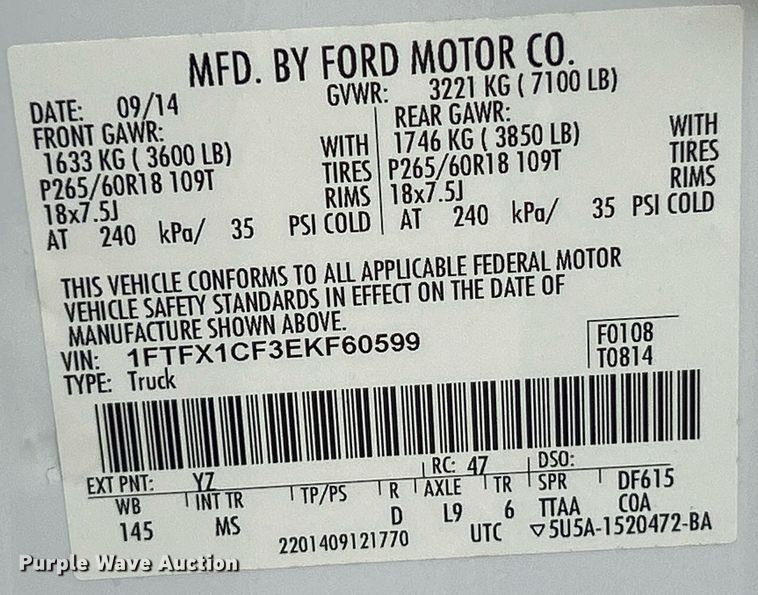 MFD. BY FORD MOTOR CO.
DATE: 09/14 GVWR: 3221 KG ( 7100 LB)
FRONT GAWR: REAR GAWR:
1633 KG ( 3600 LB) WITH 1746 KG ( 3850 LB) WITH
P265/60R18 109T TIRES P265/60R18 109T TIRES
18x7.5J RIMS 18x7.5J RIMS
AT 240 kPa/ 35 PSI COLD AT 240 kPa/ 35 PSI COLD
THIS VEHICLE CONFORMS TO ALL APPLICABLE FEDERAL MOTOR
VEHICLE SAFETY STANDARDS IN EFFECT ON THE DATE OF
MANUFACTURE SHOWN ABOVE.
VIN: 1FTFX1CF3EKF60599 F0108
TYPE: Truck T0814
EXT PNT: YZ RC: 47 DSO:
WB INT TR TP/PS R AXLE TR SPR DF615
145 MS D L9 6 TTAA COA
2201409121770 UTC ▽5U5A-1520472-BA
Purple Wave Auction